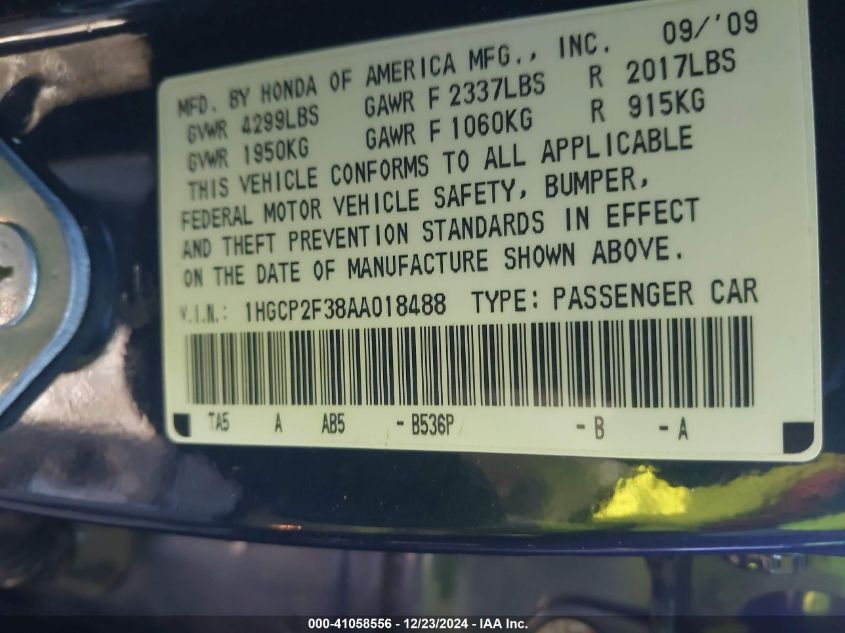 MFD. BY HONDA OF AMERICA MFG., INC. 09/'09
GVWR 4299LBS GAWR F 2337LBS R 2017LBS
GVWR 1950KG GAWR F 1060KG R 915KG
THIS VEHICLE CONFORMS TO ALL APPLICABLE
FEDERAL MOTOR VEHICLE SAFETY, BUMPER,
AND THEFT PREVENTION STANDARDS IN EFFECT
ON THE DATE OF MANUFACTURE SHOWN ABOVE.
V.I.N.: 1HGCP2F38AA018488 TYPE: PASSENGER CAR
TA5 A AB5 -B536P -B -A
000-41058556 - 12/23/2024 - IAA Inc.